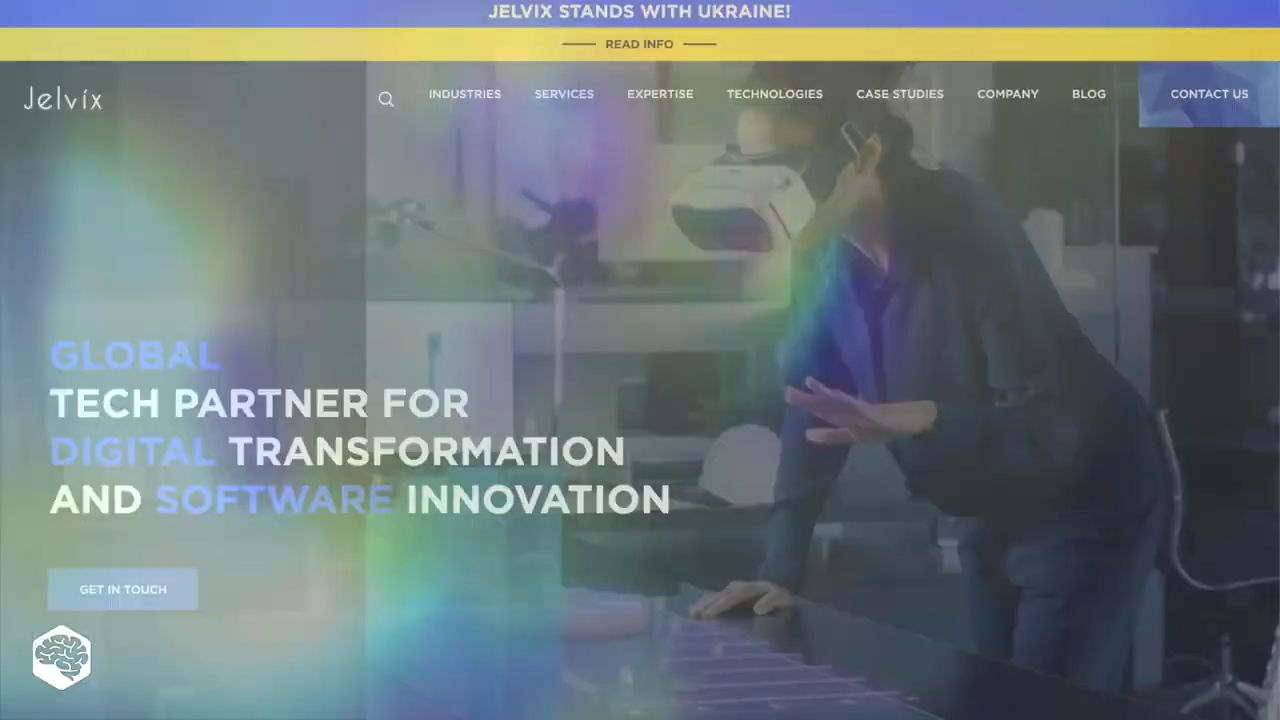 JELVIX STANDS WITH UKRAINE!
READ INFO
Jelvix
INDUSTRIES SERVICES EXPERTISE TECHNOLOGIES CASE STUDIES COMPANY BLOG CONTACT US
GLOBAL
TECH PARTNER FOR
DIGITAL TRANSFORMATION
AND SOFTWARE INNOVATION
GET IN TOUCH